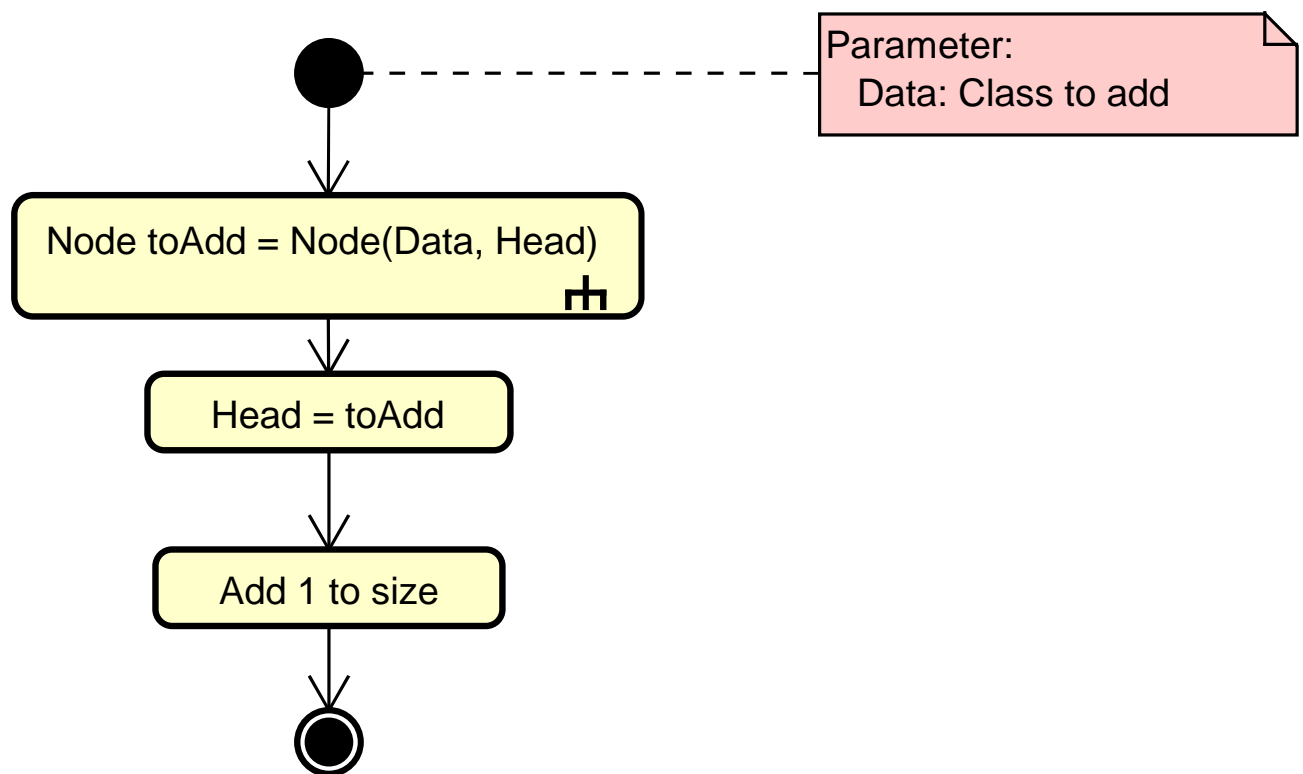 Parameter:
Data: Class to add
Node toAdd = Node(Data, Head)
Head = toAdd
Add 1 to size